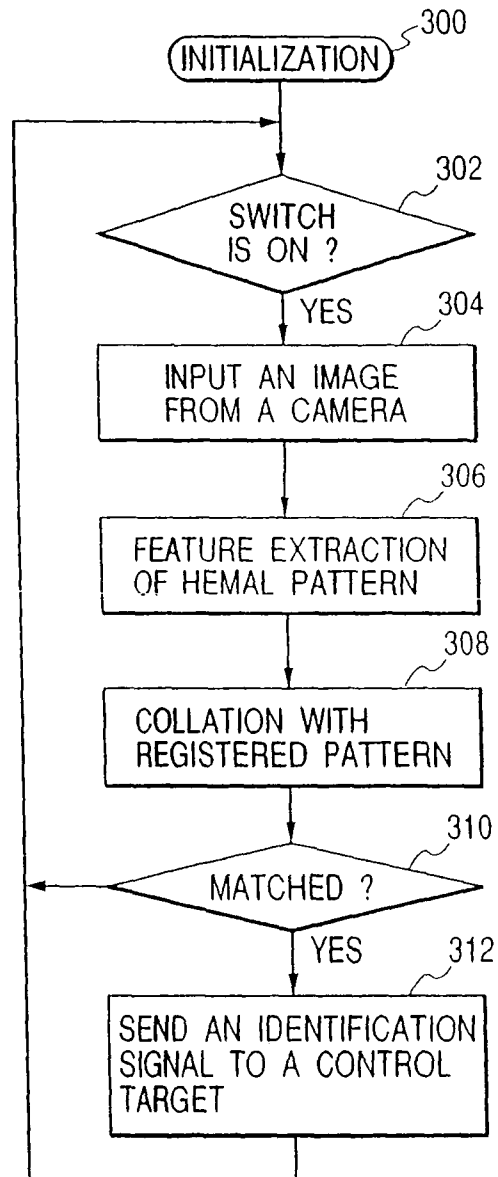 300
INITIALIZATION
302
SWITCH
IS ON ?
YES
304
INPUT AN IMAGE
FROM A CAMERA
306
FEATURE EXTRACTION
OF HEMAL PATTERN
308
COLLATION WITH
REGISTERED PATTERN
310
MATCHED ?
YES
312
SEND AN IDENTIFICATION
SIGNAL TO A CONTROL
TARGET